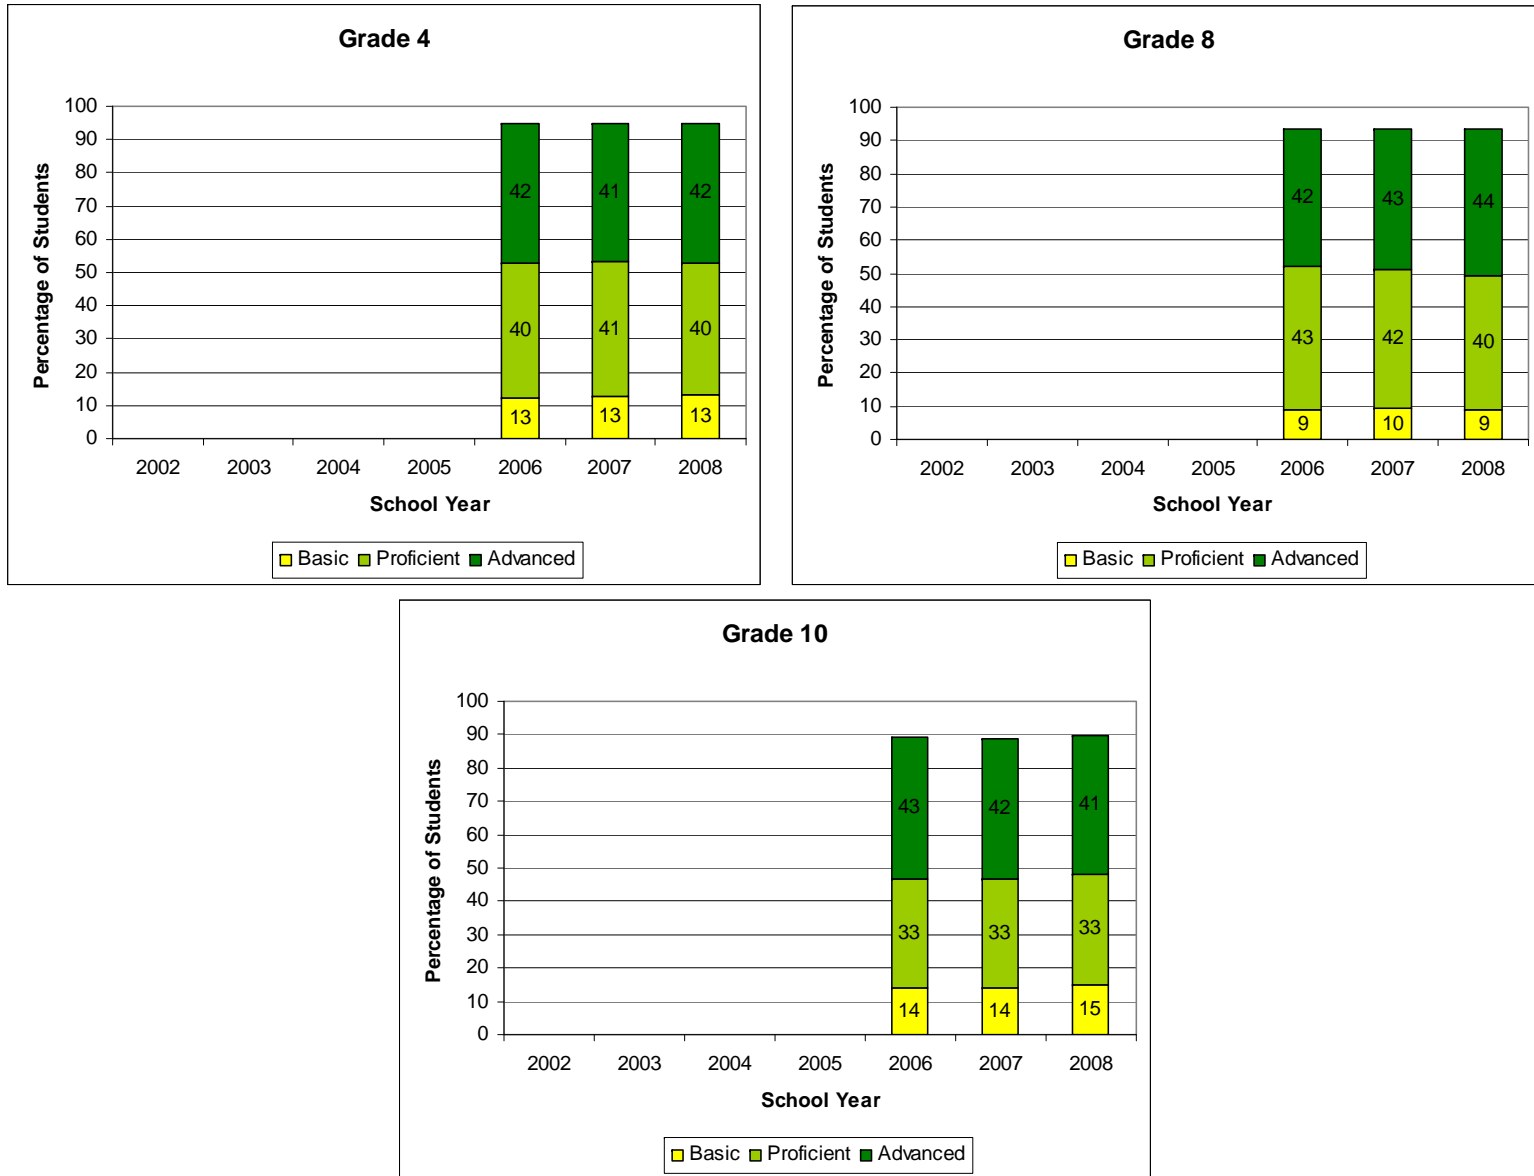 Grade 4
100
90
80
70
60
50
40
30
20
10
0
Percentage of Students
42 41 42
40 41 40
13 13 13
2002 2003 2004 2005 2006 2007 2008
School Year
Basic Proficient Advanced
Grade 8
100
90
80
70
60
50
40
30
20
10
0
Percentage of Students
42 43 44
43 42 40
9 10 9
2002 2003 2004 2005 2006 2007 2008
School Year
Basic Proficient Advanced
Grade 10
100
90
80
70
60
50
40
30
20
10
0
Percentage of Students
43 42 41
33 33 33
14 14 15
2002 2003 2004 2005 2006 2007 2008
School Year
Basic Proficient Advanced